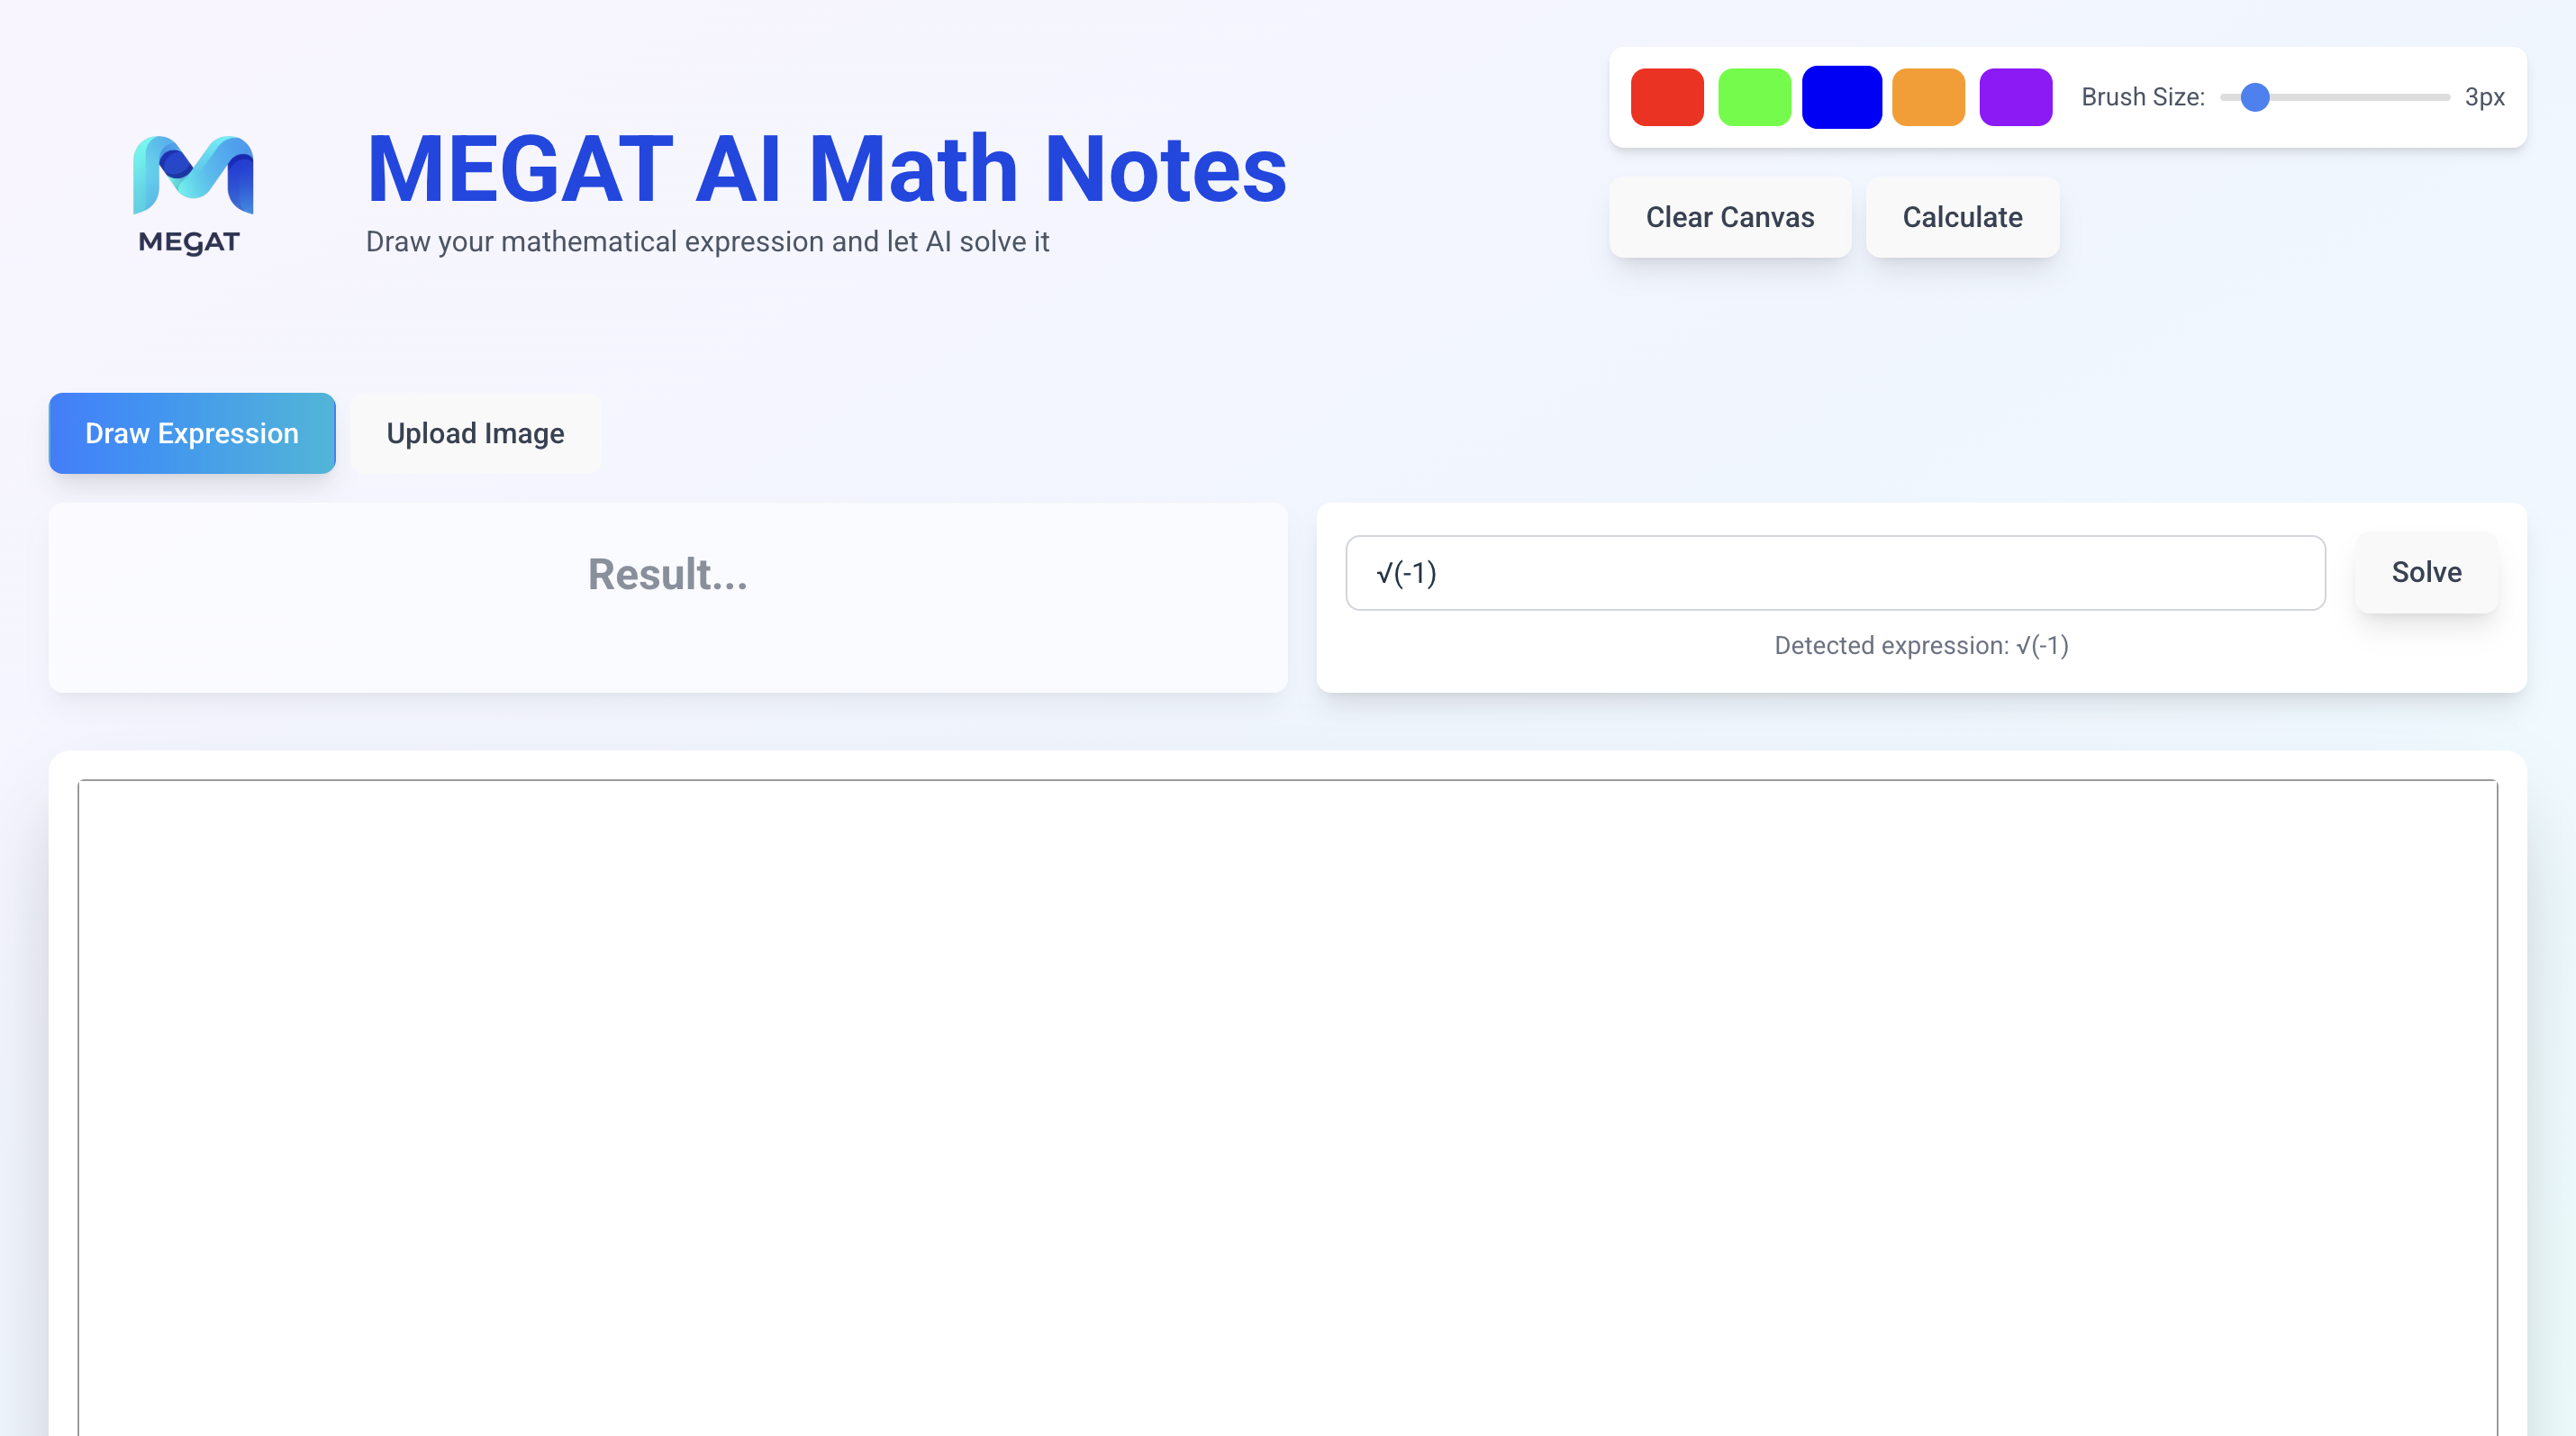 MEGAT
MEGAT AI Math Notes
Draw your mathematical expression and let AI solve it
Brush Size: 3px
Clear Canvas Calculate
Draw Expression Upload Image
Result...
√(-1) Solve
Detected expression: √(-1)